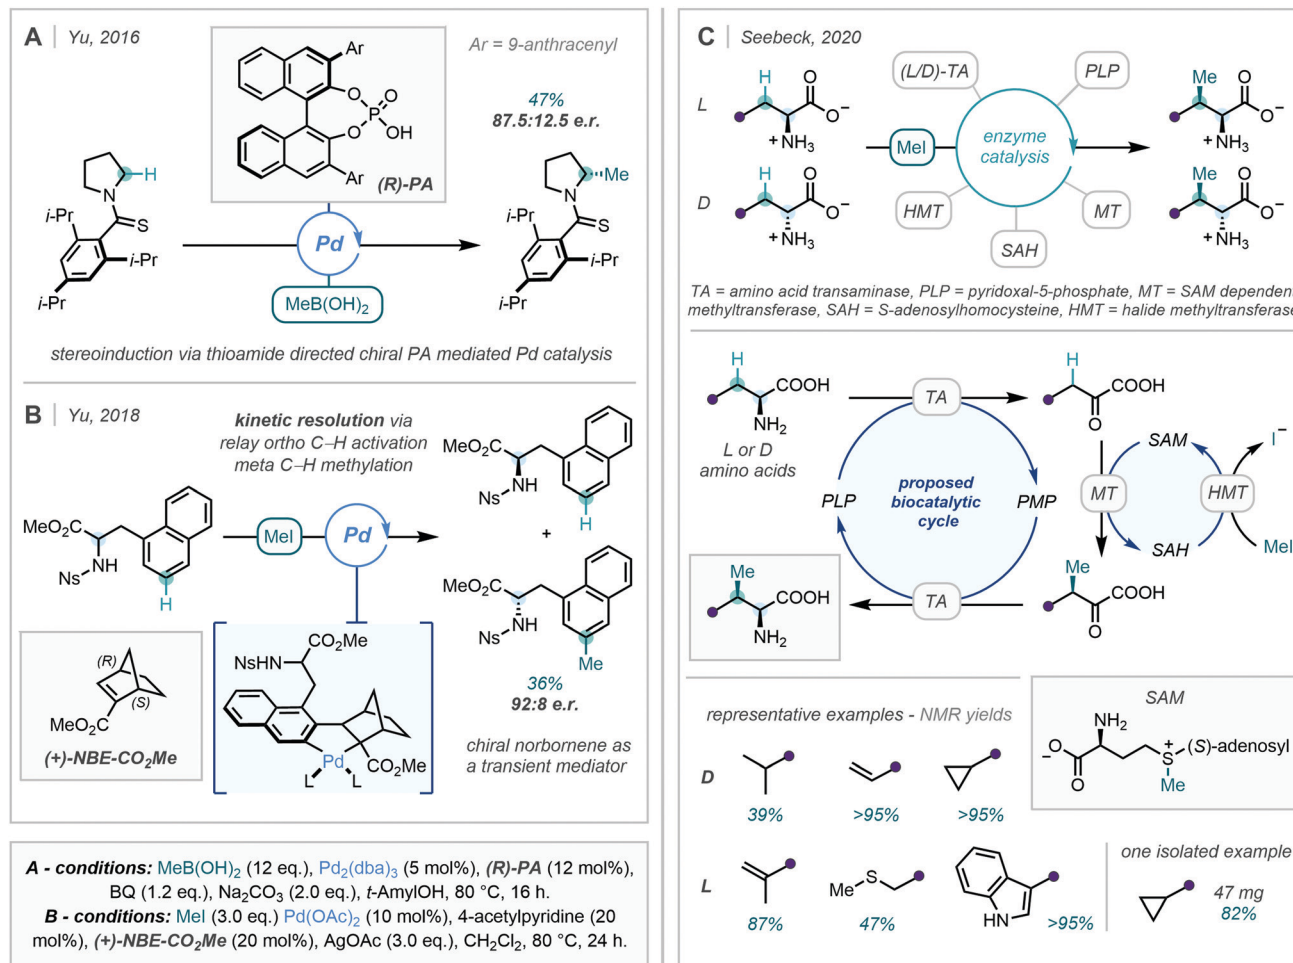 A | Yu, 2016
Ar
Ar = 9-anthracenyl
O
O
P
O
OH
Ar
(R)-PA
47%
87.5:12.5 e.r.
H
N
S
i-Pr
i-Pr
i-Pr
Pd
MeB(OH)2
Me
N
S
i-Pr
i-Pr
i-Pr
stereoinduction via thioamide directed chiral PA mediated Pd catalysis
B | Yu, 2018
kinetic resolution via
relay ortho C–H activation
meta C–H methylation
MeO2C
Ns
NH
H
MeI
Pd
MeO2C
Ns
NH
H
+
MeO2C
Ns
NH
Me
36%
92:8 e.r.
chiral norbornene as
a transient mediator
(R)
(S)
MeO2C
(+)-NBE-CO2Me
CO2Me
NsHN
Pd
L
L
CO2Me
A - conditions: MeB(OH)2 (12 eq.), Pd2(dba)3 (5 mol%), (R)-PA (12 mol%),
BQ (1.2 eq.), Na2CO3 (2.0 eq.), t-AmylOH, 80 °C, 16 h.
B - conditions: MeI (3.0 eq.) Pd(OAc)2 (10 mol%), 4-acetylpyridine (20
mol%), (+)-NBE-CO2Me (20 mol%), AgOAc (3.0 eq.), CH2Cl2, 80 °C, 24 h.
C | Seebeck, 2020
L
H
O
O−
+NH3
D
H
O
O−
+NH3
MeI
(L/D)-TA
PLP
enzyme
catalysis
HMT
SAH
MT
Me
O
O−
+NH3
Me
O
O−
+NH3
TA = amino acid transaminase, PLP = pyridoxal-5-phosphate, MT = SAM dependent
methyltransferase, SAH = S-adenosylhomocysteine, HMT = halide methyltransferase
H
COOH
NH2
L or D
amino acids
TA
H
COOH
O
PLP
proposed
biocatalytic
cycle
PMP
SAM
I−
MT
HMT
SAH
MeI
Me
COOH
NH2
TA
Me
COOH
O
representative examples - NMR yields
D
39%
>95%
>95%
L
87%
Me
S
47%
NH
>95%
SAM
NH2
−O
O
S+
(S)-adenosyl
Me
one isolated example
47 mg
82%